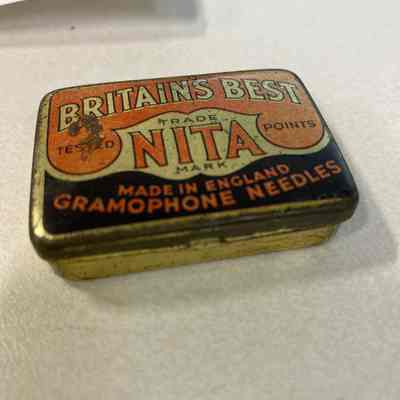 BRITAIN'S BEST
TRADE
TESTED NITA POINTS
MARK
MADE IN ENGLAND
GRAMOPHONE NEEDLES